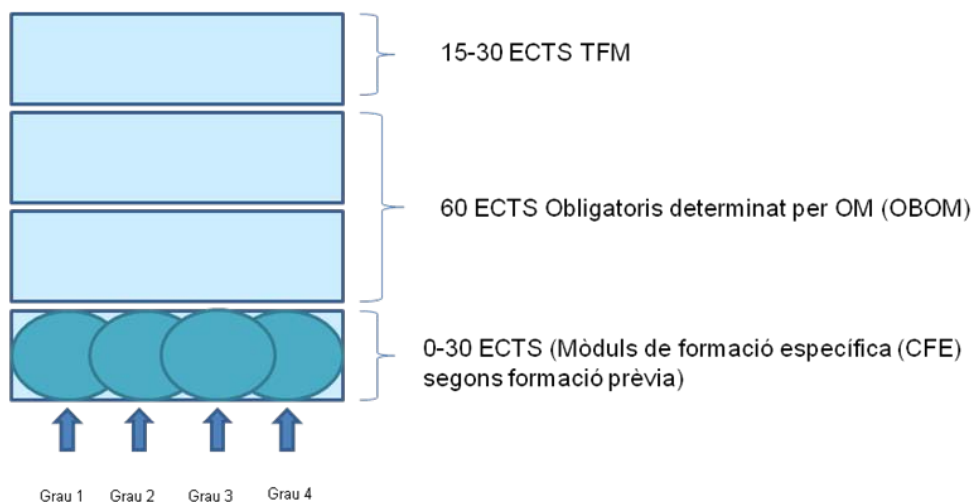 15-30 ECTS TFM
60 ECTS Obligatoris determinat per OM (OBOM)
0-30 ECTS (Mòduls de formació específica (CFE)
segons formació prèvia)
Grau 1 Grau 2 Grau 3 Grau 4